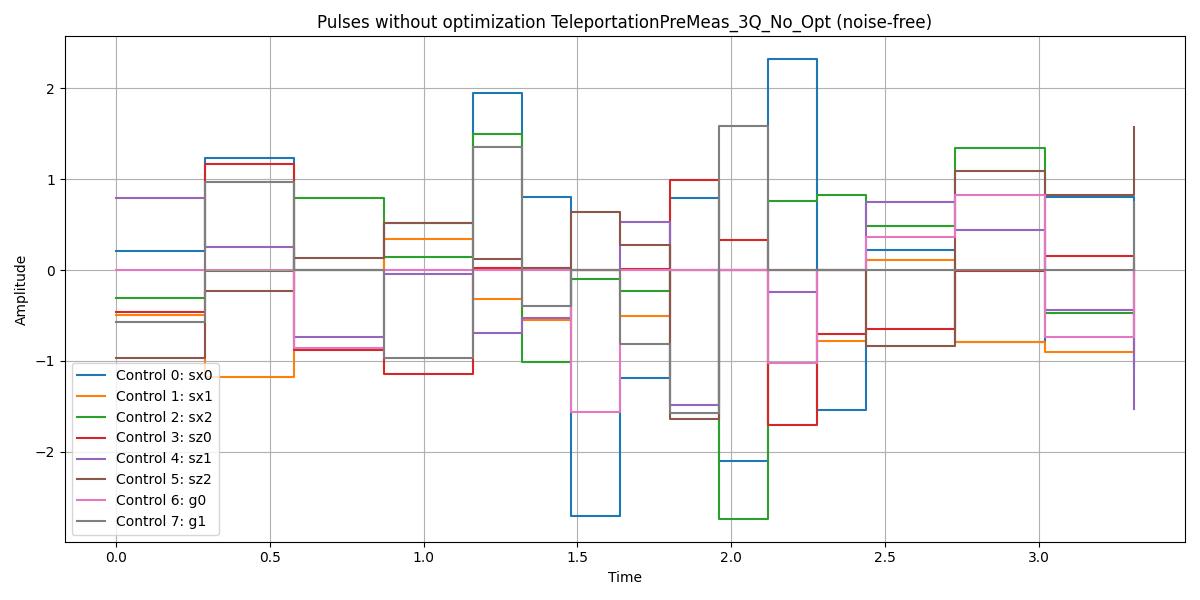 Pulses without optimization TeleportationPreMeas_3Q_No_Opt (noise-free)
Amplitude
2
1
0
−1
−2
Control 0: sx0
Control 1: sx1
Control 2: sx2
Control 3: sz0
Control 4: sz1
Control 5: sz2
Control 6: g0
Control 7: g1
0.0 0.5 1.0 1.5 2.0 2.5 3.0
Time